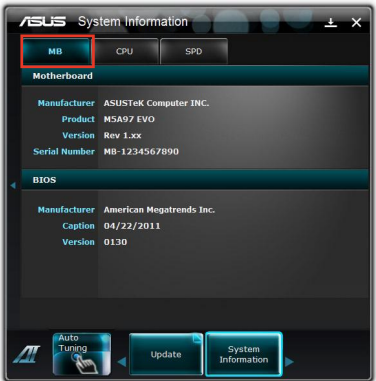 ASUS System Information
MB CPU SPD
Motherboard
Manufacturer ASUSTeK Computer INC.
Product M5A97 EVO
Version Rev 1.xx
Serial Number MB-1234567890
BIOS
Manufacturer American Megatrends Inc.
Caption 04/22/2011
Version 0130
Auto
Tuning
Update
System
Information